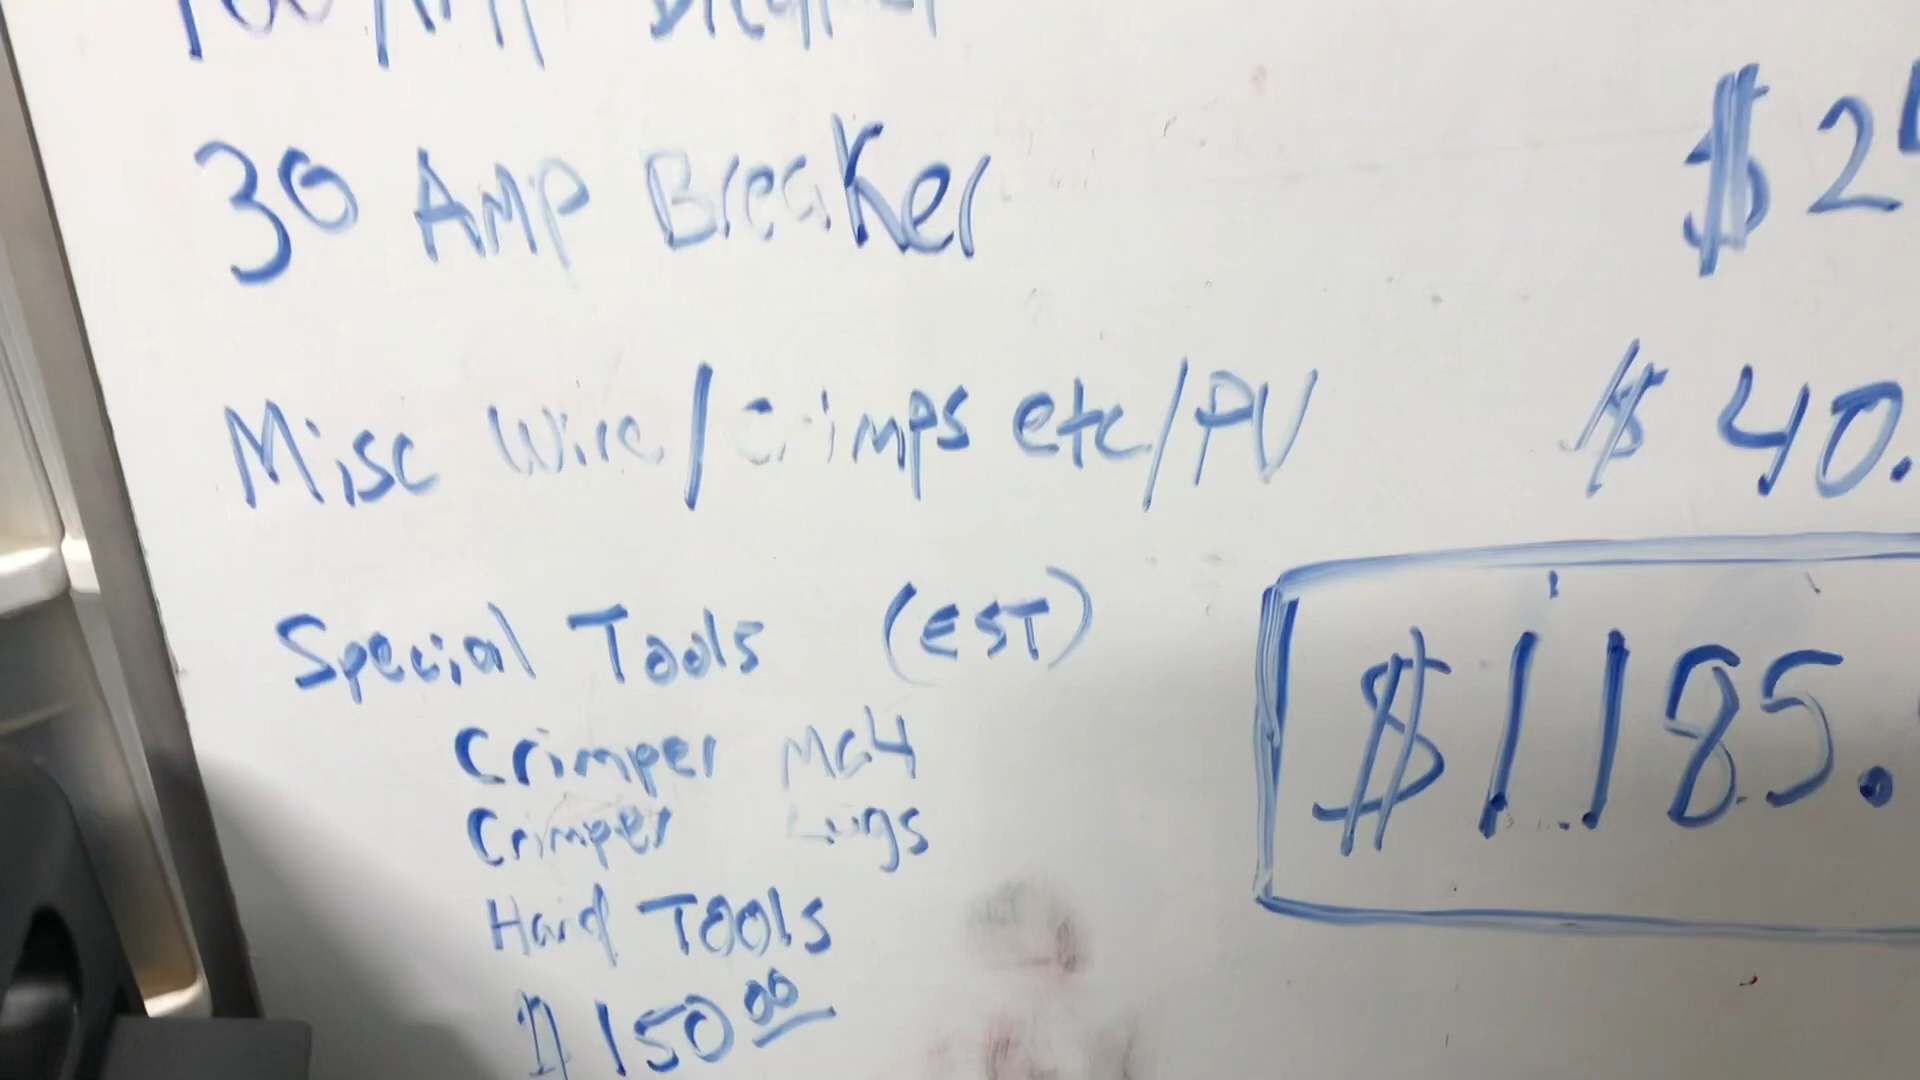 30 AMP Breaker $2
Misc Wire/Crimps etc/PV $40.
Special Tools (EST)
$1185.
Crimper MC4
Crimper Lugs
Hand Tools
$150.00